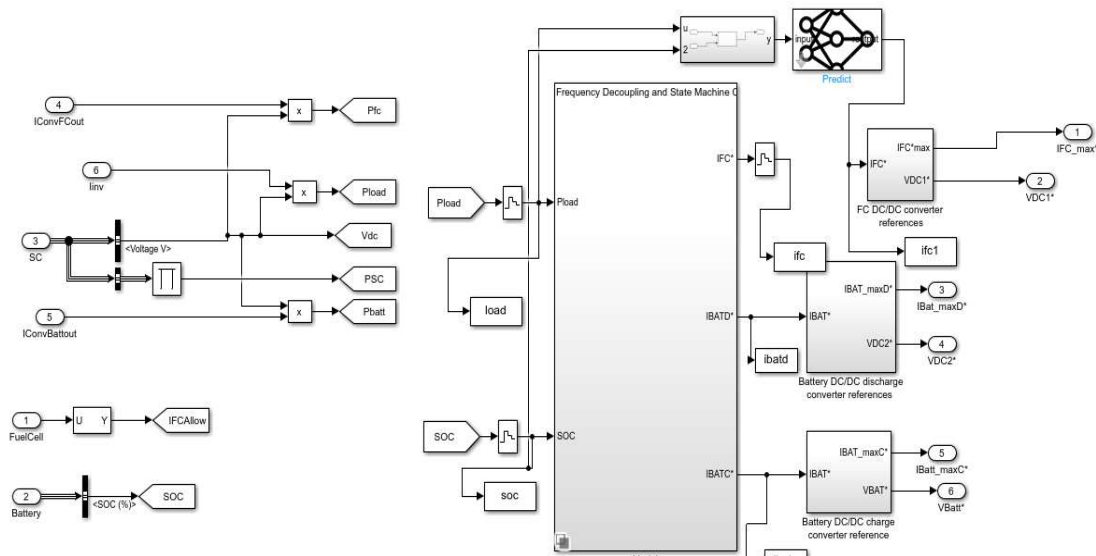 u
2
y
input
output
Predict
Frequency Decoupling and State Machine C
4
IConvFCout
x
Pfc
6
Iinv
x
Pload
3
SC
<Voltage V>
Vdc
PSC
5
IConvBattout
x
Pbatt
1
FuelCell
U
Y
IFCAllow
2
Battery
<SOC (%)>
SOC
Pload
Pload
load
SOC
SOC
soc
IFC*
IBATD*
IBATC*
ifc
ibatd
IFC*
IFC*max
VDC1*
FC DC/DC converter
references
1
IFC_max*
2
VDC1*
ifc1
IBAT*
IBAT_maxD*
VDC2*
Battery DC/DC discharge
converter references
3
IBat_maxD*
4
VDC2*
IBAT*
IBAT_maxC*
VBAT*
Battery DC/DC charge
converter reference
5
IBatt_maxC*
6
VBatt*